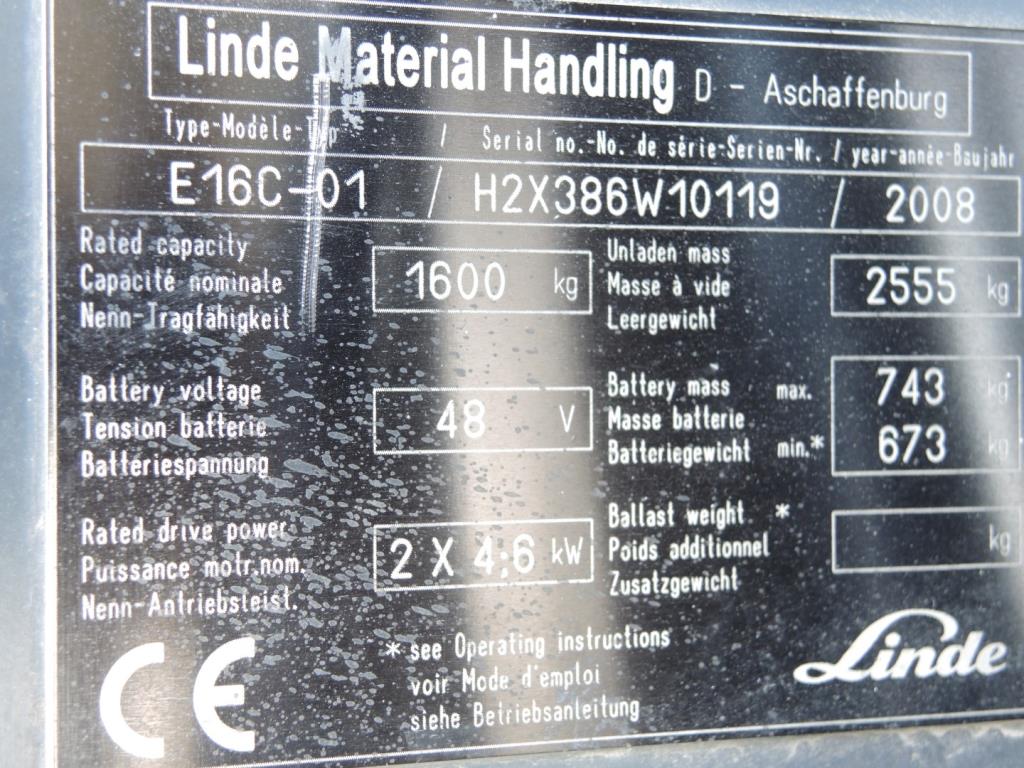 Linde Material Handling D - Aschaffenburg
Type-Modèle-Typ / Serial no.-No. de série-Serien-Nr. / year-année-Baujahr
E16C-01 / H2X386W10119 / 2008
Rated capacity
Capacité nominale
Nenn-Tragfähigkeit
1600 kg
Unladen mass
Masse à vide
Leergewicht
2555 kg
Battery voltage
Tension batterie
Batteriespannung
48 V
Battery mass max. 743 kg
Masse batterie
Batteriegewicht min.* 673 kg
Rated drive power
Puissance motr.nom.
Nenn-Antriebsleist.
2 X 4;6 kW
Ballast weight *
Poids additionnel
Zusatzgewicht
kg
CE
* see Operating instructions
voir Mode d'emploi
siehe Betriebsanleitung
Linde